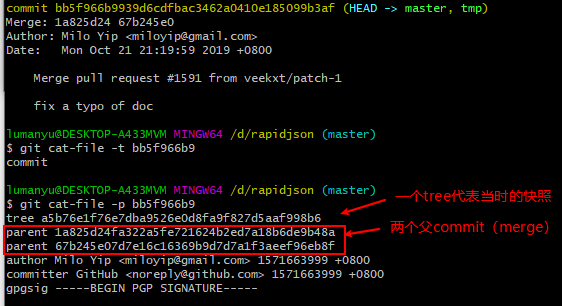 commit bb5f966b9939d6cdfbac3462a0410e185099b3af (HEAD -> master, tmp)
Merge: 1a825d24 67b245e0
Author: Milo Yip <miloyip@gmail.com>
Date:   Mon Oct 21 21:19:59 2019 +0800
    Merge pull request #1591 from veekxt/patch-1
    fix a typo of doc
lumanyu@DESKTOP-A433MVM MINGW64 /d/rapidjson (master)
$ git cat-file -t bb5f966b9
commit
lumanyu@DESKTOP-A433MVM MINGW64 /d/rapidjson (master)
$ git cat-file -p bb5f966b9
tree a5b76e1f76e7dba9526e0d8fa9f827d5aaf998b6
一个tree代表当时的快照
parent 1a825d24fa322a5fe721624b2ed7a18b6de9b48a
parent 67b245e07d7e16c16369b9d7d7a1f3aeef96eb8f
两个父commit（merge）
author Milo Yip <miloyip@gmail.com> 1571663999 +0800
committer GitHub <noreply@github.com> 1571663999 +0800
gpgsig -----BEGIN PGP SIGNATURE-----